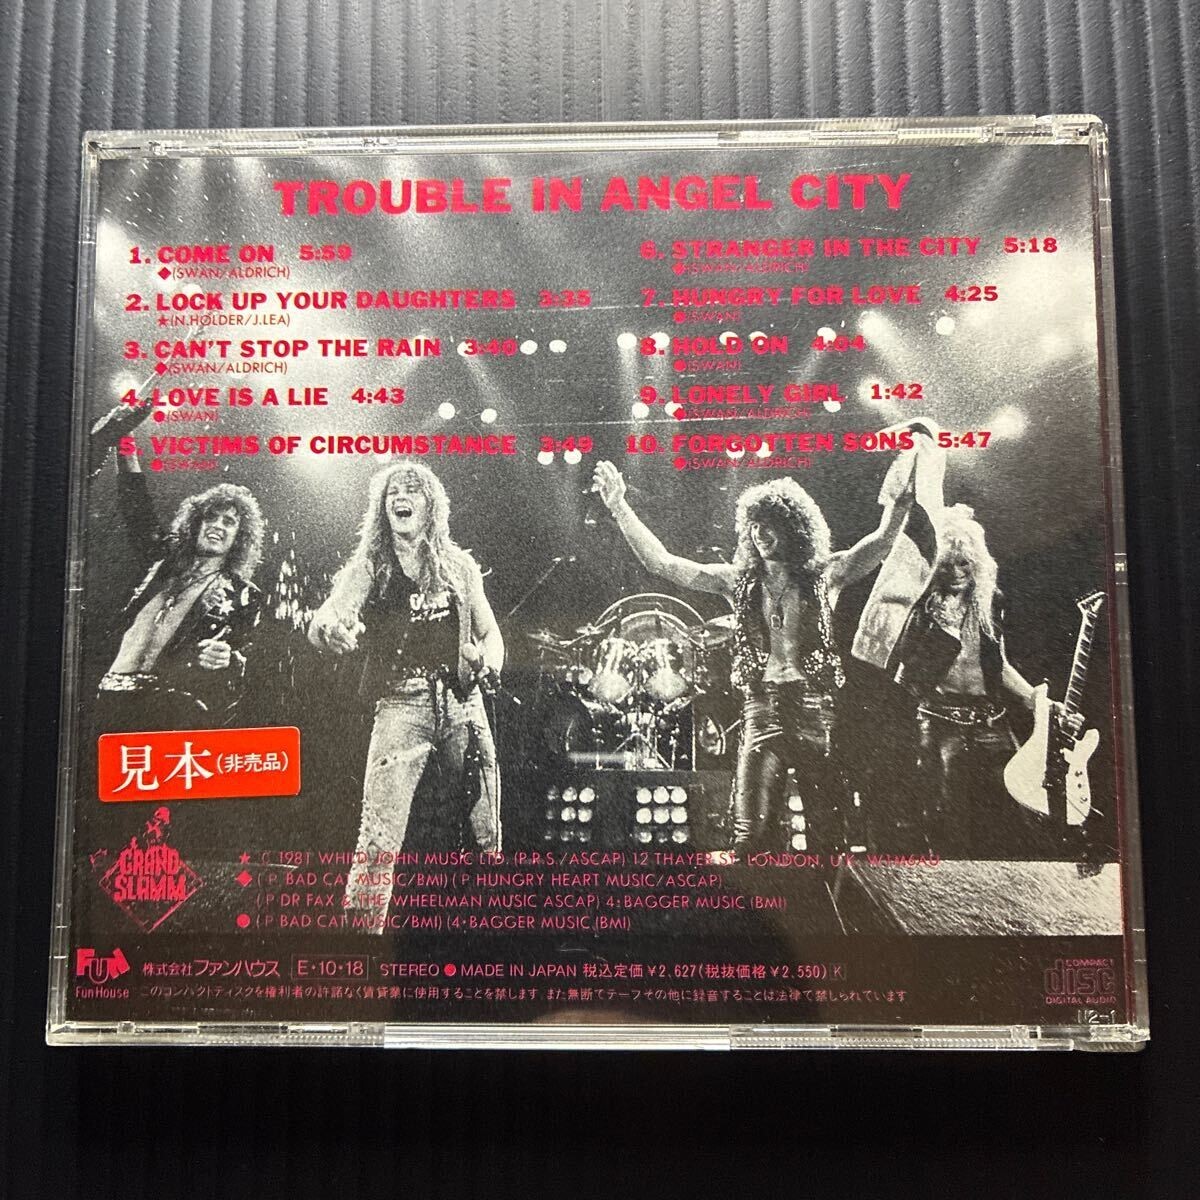 TROUBLE IN ANGEL CITY
1. COME ON 5:59
◆(SWAN/ALDRICH)
2. LOCK UP YOUR DAUGHTERS 3:35
★(N.HOLDER/J.LEA)
3. CAN'T STOP THE RAIN 3:40
◆(SWAN/ALDRICH)
4. LOVE IS A LIE 4:43
●(SWAN)
5. VICTIMS OF CIRCUMSTANCE 3:49
●(SWAN)
6. STRANGER IN THE CITY 5:18
●(SWAN/ALDRICH)
7. HUNGRY FOR LOVE 4:25
●(SWAN)
8. HOLD ON 4:04
●(SWAN)
9. LONELY GIRL 1:42
●(SWAN/ALDRICH)
10. FORGOTTEN SONS 5:47
●(SWAN/ALDRICH)
見本(非売品)
GRAND SLAMM
★ C 1981 WHILD JOHN MUSIC LTD. (P.R.S./ASCAP) 12 THAYER ST. LONDON, U.K. W1M6AU
◆ (P BAD CAT MUSIC/BMI) (P HUNGRY HEART MUSIC/ASCAP)
(P DR FAX & THE WHEELMAN MUSIC ASCAP) 4·BAGGER MUSIC (BMI)
● (P BAD CAT MUSIC/BMI) (4·BAGGER MUSIC (BMI)
Fun
Fun House
株式会社ファンハウス E·10·18 STEREO ● MADE IN JAPAN 税込定価¥2,627(税抜価格¥2,550) K
このコンパクトディスクを権利者の許諾なく賃貸業に使用することを禁じます。また無断でテープその他に録音することは法律で禁じられています
COMPACT
disc
DIGITAL AUDIO
U2-1